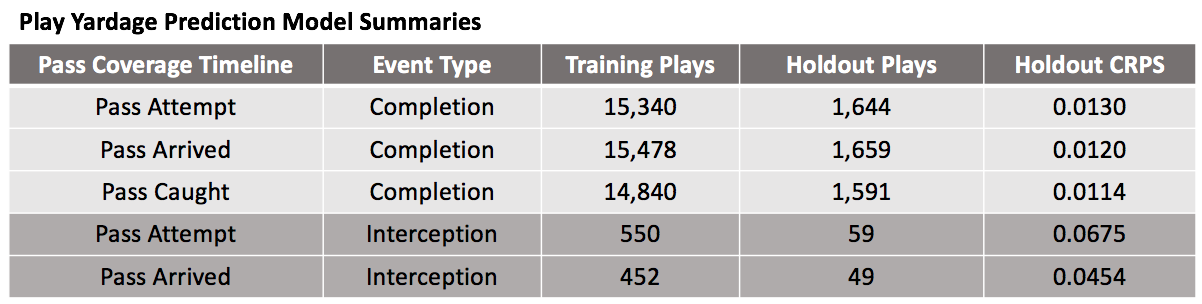 Play Yardage Prediction Model Summaries
Pass Coverage Timeline Event Type Training Plays Holdout Plays Holdout CRPS
Pass Attempt Completion 15,340 1,644 0.0130
Pass Arrived Completion 15,478 1,659 0.0120
Pass Caught Completion 14,840 1,591 0.0114
Pass Attempt Interception 550 59 0.0675
Pass Arrived Interception 452 49 0.0454